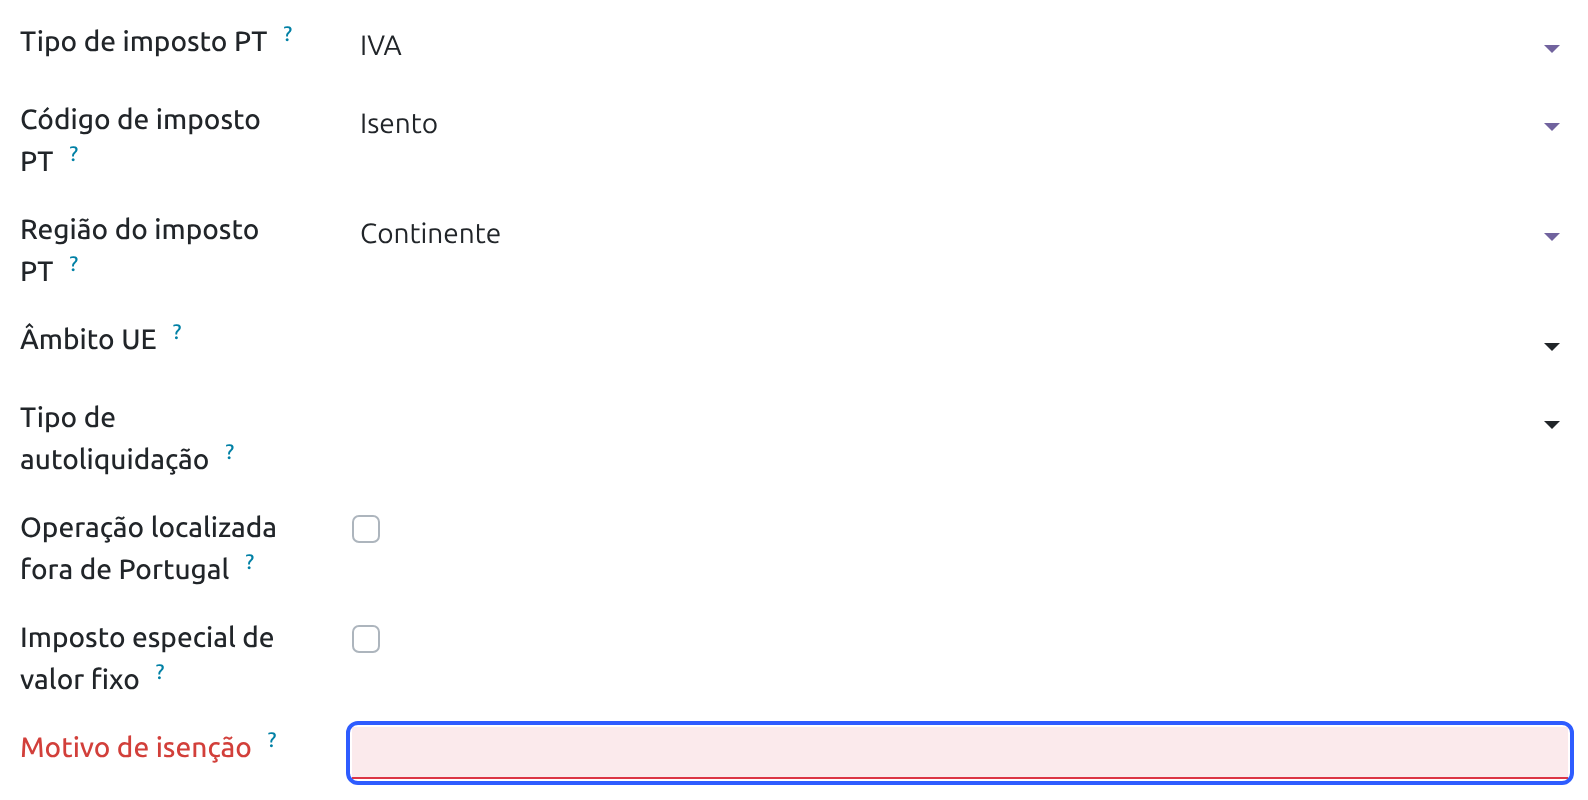 Tipo de imposto PT ?
IVA
Código de imposto
PT ?
Isento
Região do imposto
PT ?
Continente
Âmbito UE ?
Tipo de
autoliquidação ?
Operação localizada
fora de Portugal ?
Imposto especial de
valor fixo ?
Motivo de isenção ?